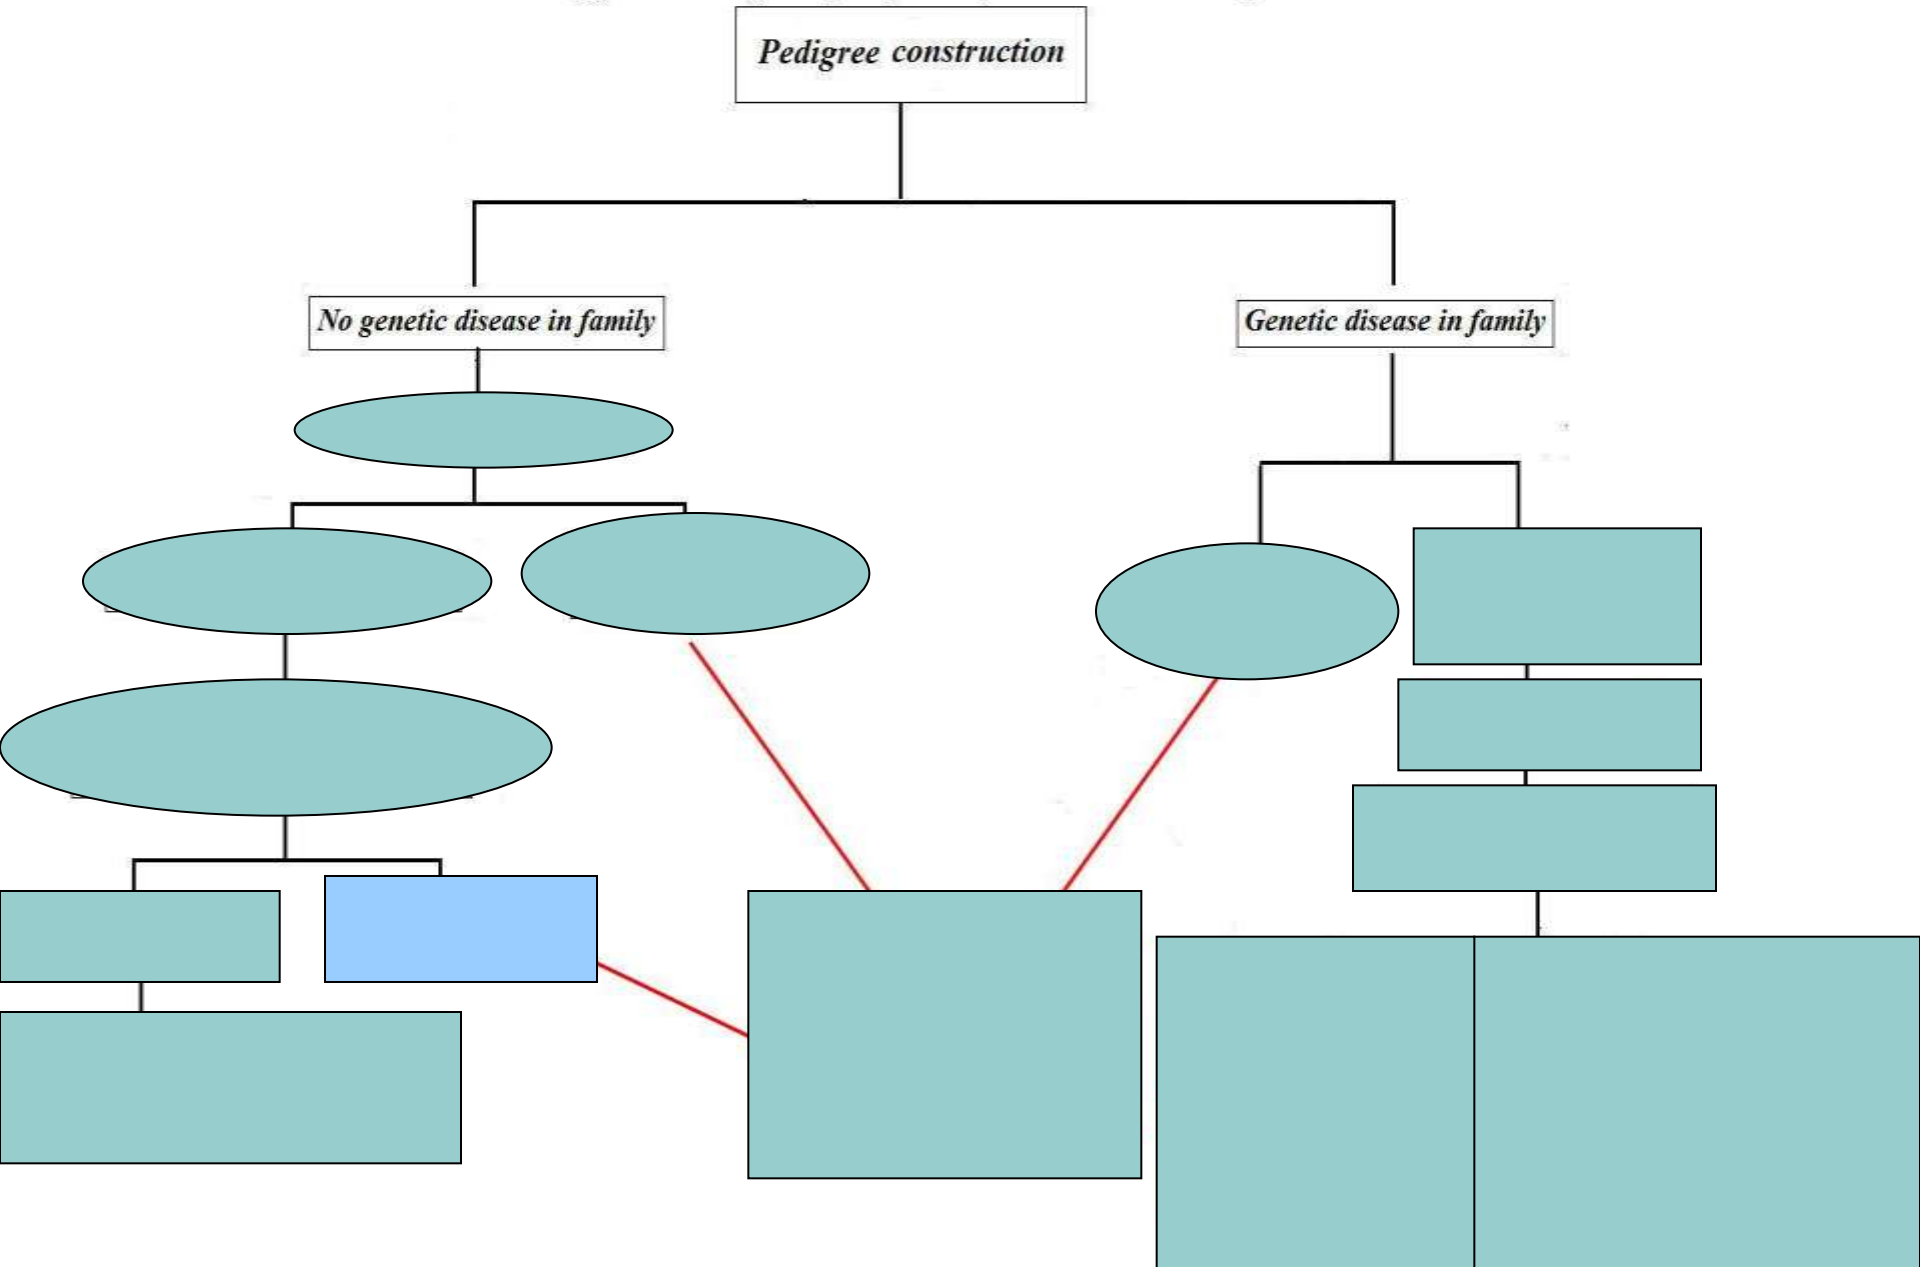 Pedigree construction
No genetic disease in family
Genetic disease in family